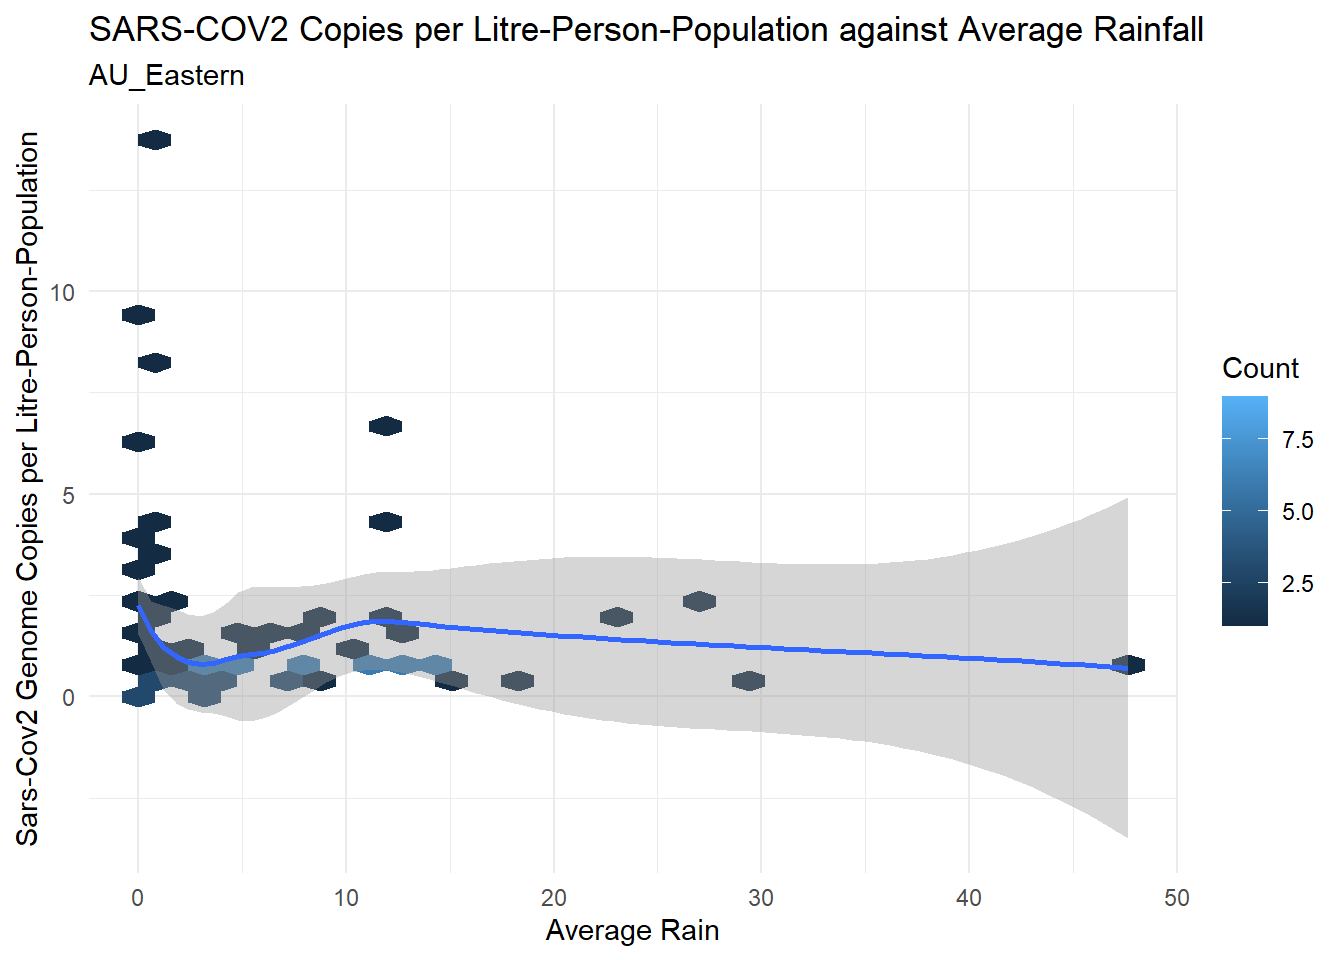 SARS-COV2 Copies per Litre-Person-Population against Average Rainfall
AU_Eastern
Sars-Cov2 Genome Copies per Litre-Person-Population
10
5
0
0
10
20
30
40
50
Average Rain
Count
7.5
5.0
2.5